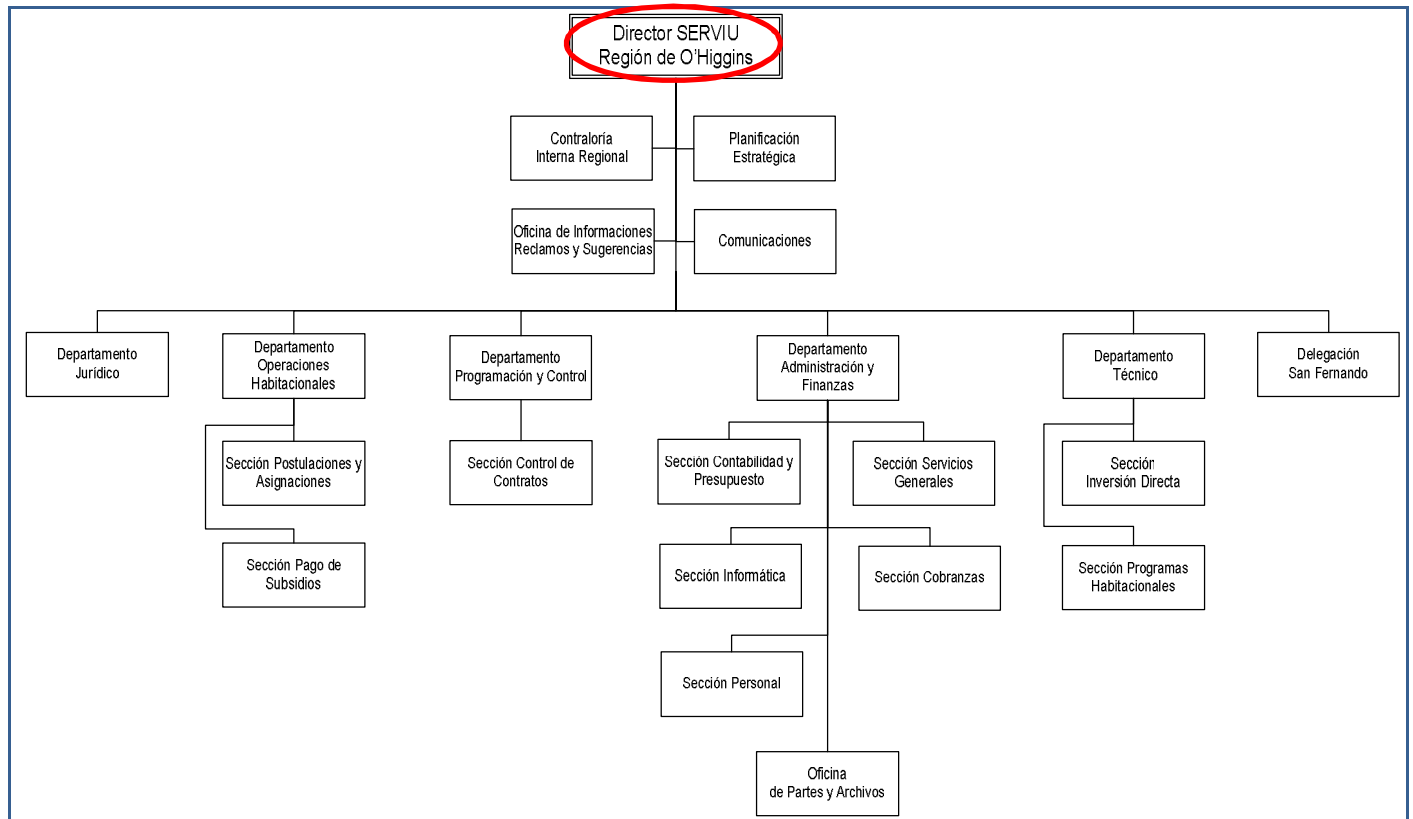 Director SERVIU
Región de O'Higgins
Contraloría
Interna Regional
Planificación
Estratégica
Oficina de Informaciones
Reclamos y Sugerencias
Comunicaciones
Departamento
Jurídico
Departamento
Operaciones
Habitacionales
Departamento
Programación y Control
Departamento
Administración y
Finanzas
Departamento
Técnico
Delegación
San Fernando
Sección Postulaciones y
Asignaciones
Sección Control de
Contratos
Sección Contabilidad y
Presupuesto
Sección Servicios
Generales
Sección
Inversión Directa
Sección Pago de
Subsidios
Sección Informática
Sección Cobranzas
Sección Programas
Habitacionales
Sección Personal
Oficina
de Partes y Archivos